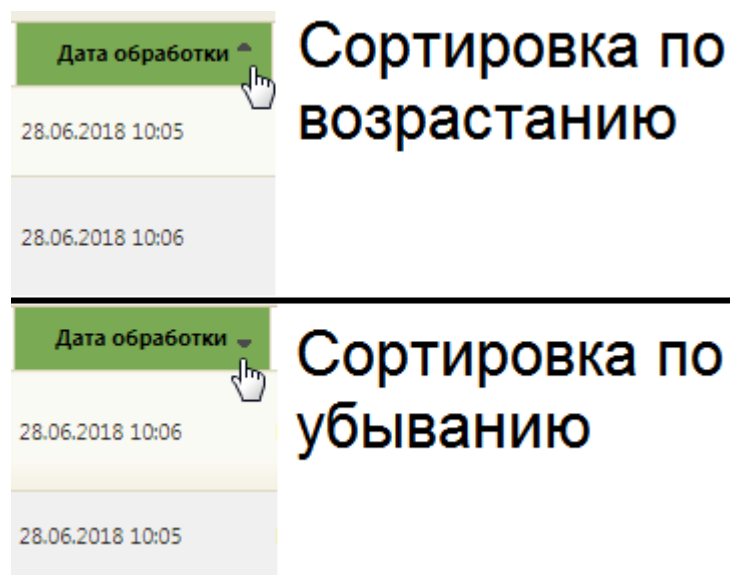 Дата обработки
Сортировка по
возрастанию
28.06.2018 10:05
28.06.2018 10:06
Дата обработки
Сортировка по
убыванию
28.06.2018 10:06
28.06.2018 10:05